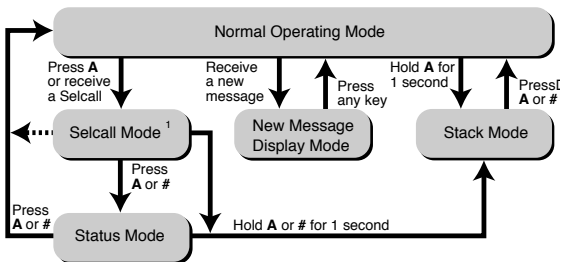 Normal Operating Mode
Press A
or receive
a Selcall
Receive
a new
message
Press
any key
Hold A for
1 second
Press
A or #
Selcall Mode 1
New Message
Display Mode
Stack Mode
Press
A or #
Press
A or #
Status Mode
Hold A or # for 1 second